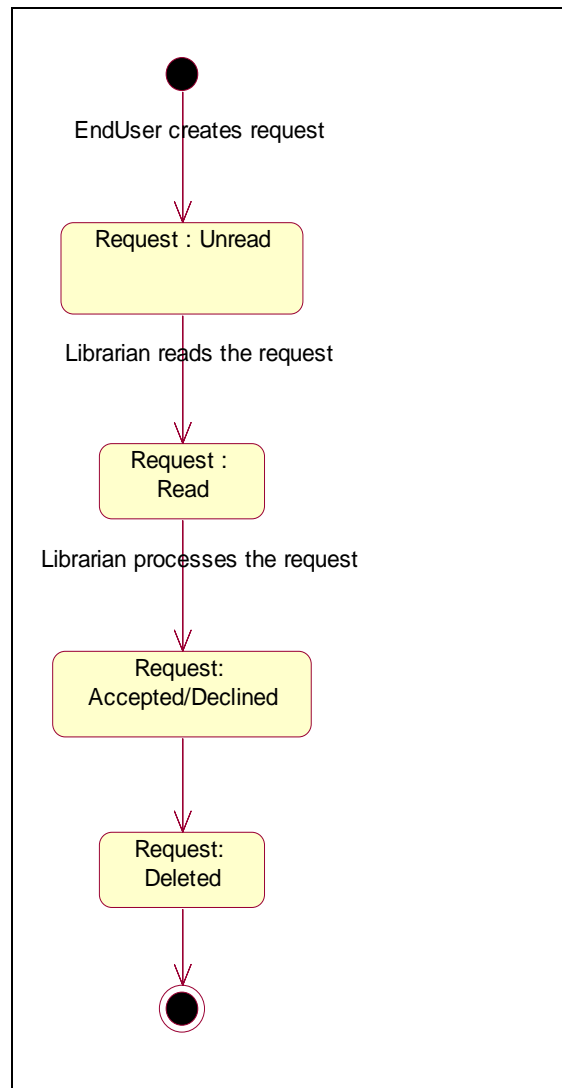 EndUser creates request
Request : Unread
Librarian reads the request
Request :
Read
Librarian processes the request
Request:
Accepted/Declined
Request:
Deleted